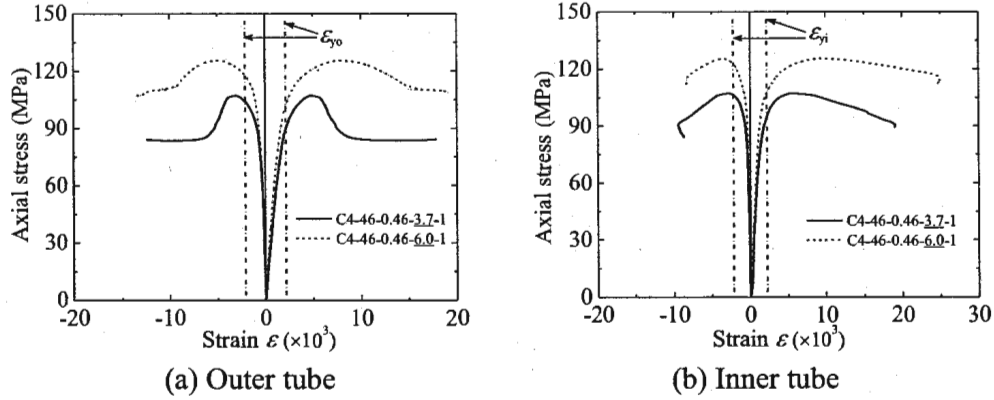 150
120
90
60
30
0
Axial stress (MPa)
εyo
C4-46-0.46-3.7-1
C4-46-0.46-6.0-1
-20 -10 0 10 20
Strain ε (×10³)
(a) Outer tube
150
120
90
60
30
0
Axial stress (MPa)
εyi
C4-46-0.46-3.7-1
C4-46-0.46-6.0-1
-20 -10 0 10 20 30
Strain ε (×10³)
(b) Inner tube